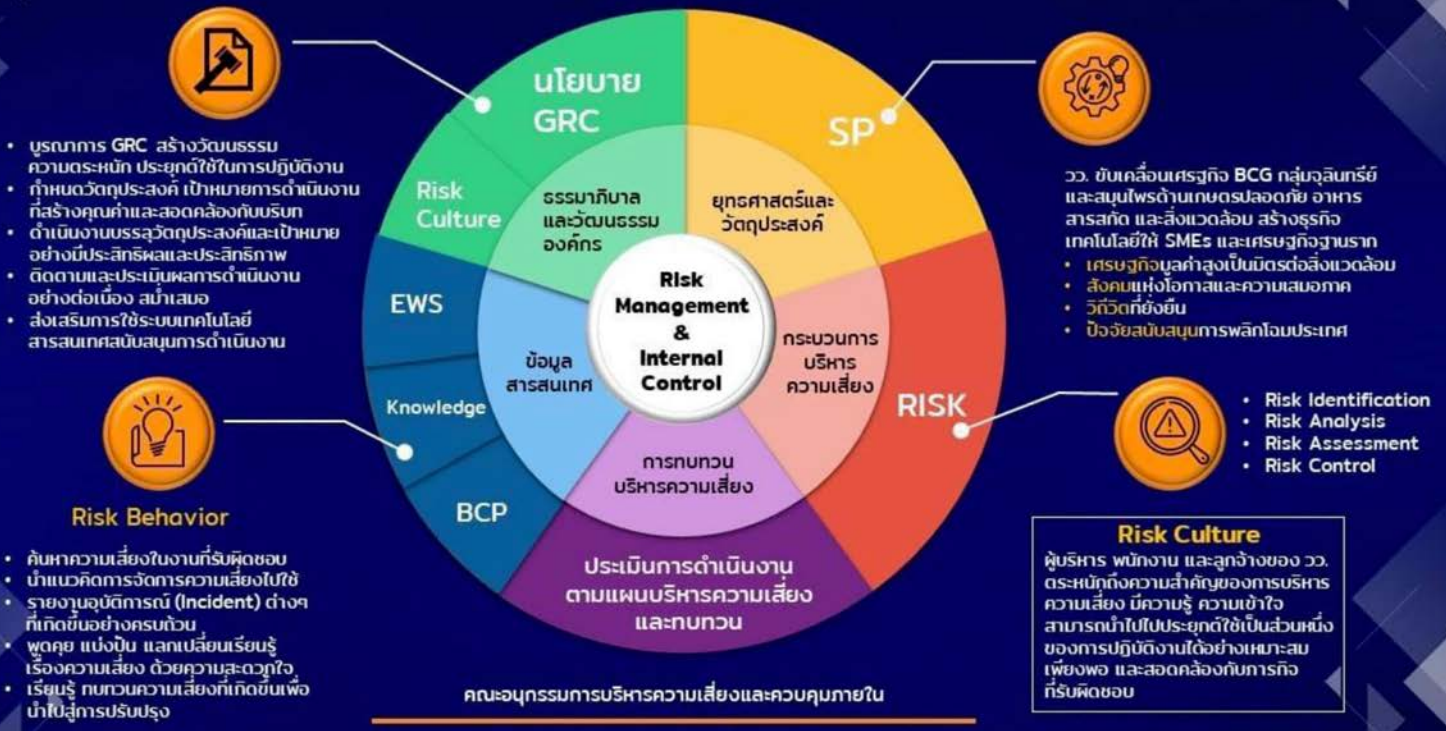 นโยบาย
GRC
Risk
Culture
ธรรมาภิบาล
และวัฒนธรรม
องค์กร
SP
ยุทธศาสตร์และ
วัตถุประสงค์
EWS
Knowledge
BCP
ข้อมูล
สารสนเทศ
Risk
Management
&
Internal
Control
กระบวนการ
บริหาร
ความเสี่ยง
RISK
การทบทวน
บริหารความเสี่ยง
ประเมินการดำเนินงาน
ตามแผนบริหารความเสี่ยง
และทบทวน
คณะอนุกรรมการบริหารความเสี่ยงและควบคุมภายใน
• บูรณาการ GRC สร้างวัฒนธรรม
ความตระหนัก ประยุกต์ใช้ในการปฏิบัติงาน
• กำหนดวัตถุประสงค์ เป้าหมายการดำเนินงาน
ที่สร้างคุณค่าและสอดคล้องกับบริบท
• ดำเนินงานบรรลุวัตถุประสงค์และเป้าหมาย
อย่างมีประสิทธิผลและประสิทธิภาพ
• ติดตามและประเมินผลการดำเนินงาน
อย่างต่อเนื่อง สม่ำเสมอ
• ส่งเสริมการใช้ระบบเทคโนโลยี
สารสนเทศสนับสนุนการดำเนินงาน
Risk Behavior
• ค้นหาความเสี่ยงในงานที่รับผิดชอบ
• นำแนวคิดการจัดการความเสี่ยงไปใช้
• รายงานอุบัติการณ์ (Incident) ต่างๆ
ที่เกิดขึ้นอย่างครบถ้วน
• พูดคุย แบ่งปัน แลกเปลี่ยนเรียนรู้
เรื่องความเสี่ยง ด้วยความสะดวกใจ
• เรียนรู้ ทบทวนความเสี่ยงที่เกิดขึ้นเพื่อ
นำไปสู่การปรับปรุง
วว. ขับเคลื่อนเศรษฐกิจ BCG กลุ่มจุลินทรีย์
และสมุนไพรด้านเกษตรปลอดภัย อาหาร
สารสกัด และสิ่งแวดล้อม สร้างธุรกิจ
เทคโนโลยีให้ SMEs และเศรษฐกิจฐานราก
• เศรษฐกิจมูลค่าสูงเป็นมิตรต่อสิ่งแวดล้อม
• สังคมแห่งโอกาสและความเสมอภาค
• วิถีวิตที่ยั่งยืน
• ปัจจัยสนับสนุนการพลิกโฉมประเทศ
• Risk Identification
• Risk Analysis
• Risk Assessment
• Risk Control
Risk Culture
ผู้บริหาร พนักงาน และลูกจ้างของ วว.
ตระหนักถึงความสำคัญของการบริหาร
ความเสี่ยง มีความรู้ ความเข้าใจ
สามารถนำไปไปประยุกต์ใช้เป็นส่วนหนึ่ง
ของการปฏิบัติงานได้อย่างเหมาะสม
เพียงพอ และสอดคล้องกับภารกิจ
ที่รับผิดชอบ